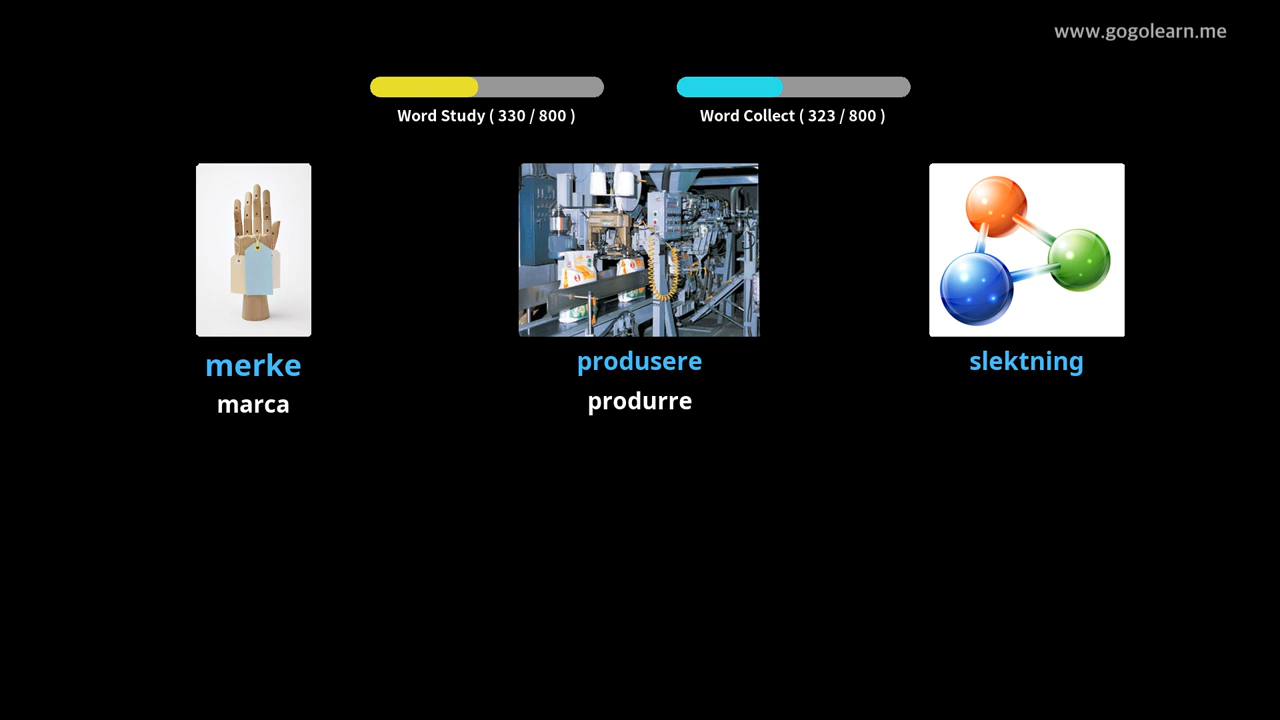 www.gogolearn.me
Word Study ( 330 / 800 )
Word Collect ( 323 / 800 )
merke
produsere
slektning
marca
produrre